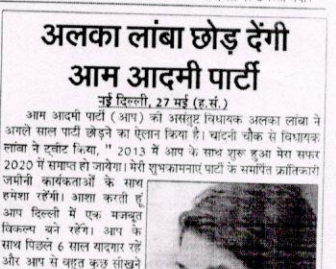 अलका लांबा छोड़ देंगी
आम आदमी पार्टी
नई दिल्ली, 27 मई (ह.सं.)
आम आदमी पार्टी (आप) की असंतुष्ट विधायक अलका लांबा ने
अगले साल पार्टी छोड़ने का ऐलान किया है। चांदनी चौक से विधायक
लांबा ने ट्वीट किया, " 2013 में आप के साथ शुरू हुआ मेरा सफर
2020 में समाप्त हो जायेगा। मेरी शुभकामनाएं पार्टी के समर्पित क्रांतिकारी
जमीनी कार्यकताओं के साथ
हमेशा रहेंगी। आशा करती हूं
आप दिल्ली में एक मजबूत
विकल्प बने रहेंगे। आप के
साथ पिछले 6 साल यादगार रहे
और आप से बहुत कुछ सीखने